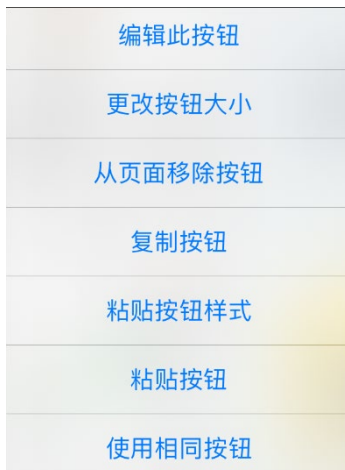 编辑此按钮
更改按钮大小
从页面移除按钮
复制按钮
粘贴按钮样式
粘贴按钮
使用相同按钮